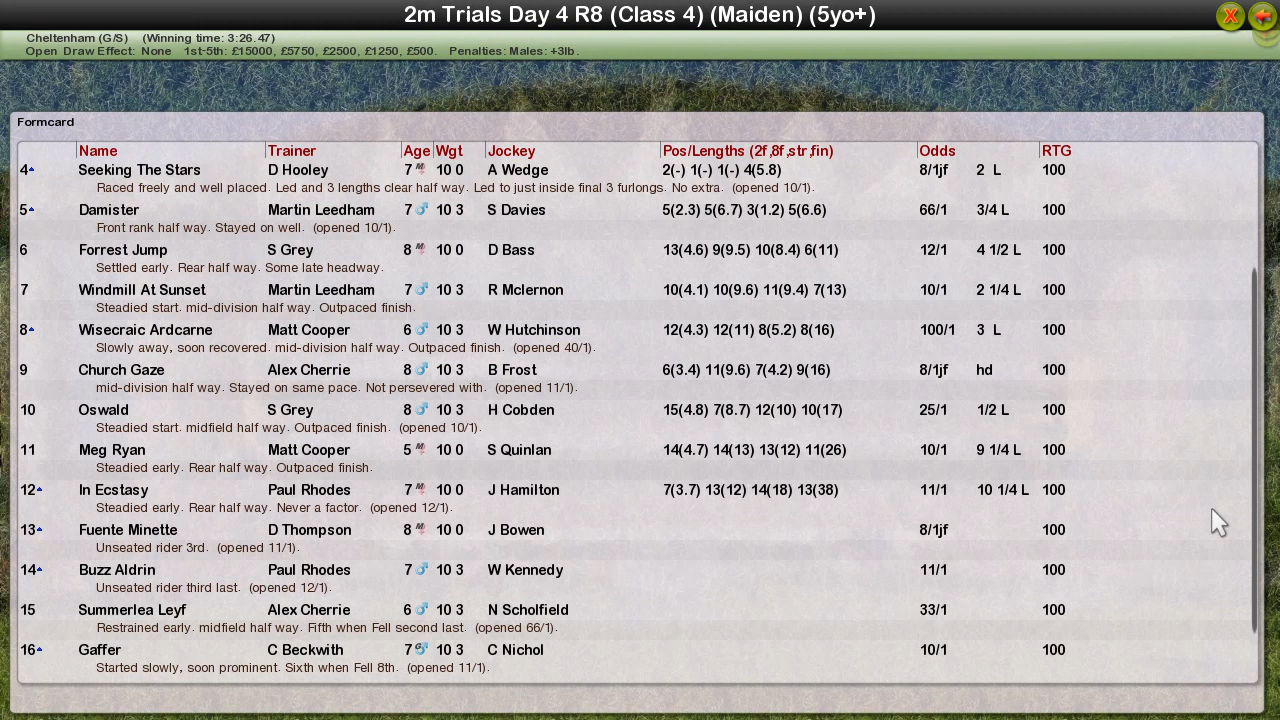 2m Trials Day 4 R8 (Class 4) (Maiden) (5yo+)
Cheltenham (G/S) (Winning time: 3:26.47)
Open Draw Effect: None 1st-5th: £15000, £5750, £2500, £1250, £500. Penalties: Males: +3lb.
Formcard
Name Trainer Age Wgt Jockey Pos/Lengths (2f,8f,str,fin) Odds RTG
4 Seeking The Stars D Hooley 7 M 10 0 A Wedge 2(-) 1(-) 1(-) 4(5.8) 8/1jf 2 L 100
Raced freely and well placed. Led and 3 lengths clear half way. Led to just inside final 3 furlongs. No extra. (opened 10/1).
5 Damister Martin Leedham 7 10 3 S Davies 5(2.3) 5(6.7) 3(1.2) 5(6.6) 66/1 3/4 L 100
Front rank half way. Stayed on well. (opened 10/1).
6 Forrest Jump S Grey 8 M 10 0 D Bass 13(4.6) 9(9.5) 10(8.4) 6(11) 12/1 4 1/2 L 100
Settled early. Rear half way. Some late headway.
7 Windmill At Sunset Martin Leedham 7 10 3 R Mclernon 10(4.1) 10(9.6) 11(9.4) 7(13) 10/1 2 1/4 L 100
Steadied start. mid-division half way. Outpaced finish.
8 Wisecraic Ardcarne Matt Cooper 6 10 3 W Hutchinson 12(4.3) 12(11) 8(5.2) 8(16) 100/1 3 L 100
Slowly away, soon recovered. mid-division half way. Outpaced finish. (opened 40/1).
9 Church Gaze Alex Cherrie 8 10 3 B Frost 6(3.4) 11(9.6) 7(4.2) 9(16) 8/1jf hd 100
mid-division half way. Stayed on same pace. Not persevered with. (opened 11/1).
10 Oswald S Grey 8 10 3 H Cobden 15(4.8) 7(8.7) 12(10) 10(17) 25/1 1/2 L 100
Steadied start. midfield half way. Outpaced finish. (opened 10/1).
11 Meg Ryan Matt Cooper 5 M 10 0 S Quinlan 14(4.7) 14(13) 13(12) 11(26) 10/1 9 1/4 L 100
Steadied early. Rear half way. Outpaced finish.
12 In Ecstasy Paul Rhodes 7 M 10 0 J Hamilton 7(3.7) 13(12) 14(18) 13(38) 11/1 10 1/4 L 100
Steadied early. Rear half way. Never a factor. (opened 12/1).
13 Fuente Minette D Thompson 8 M 10 0 J Bowen 8/1jf 100
Unseated rider 3rd. (opened 11/1).
14 Buzz Aldrin Paul Rhodes 7 10 3 W Kennedy 11/1 100
Unseated rider third last. (opened 12/1).
15 Summerlea Leyf Alex Cherrie 6 10 3 N Scholfield 33/1 100
Restrained early. midfield half way. Fifth when Fell second last. (opened 66/1).
16 Gaffer C Beckwith 7 G 10 3 C Nichol 10/1 100
Started slowly, soon prominent. Sixth when Fell 8th. (opened 11/1).